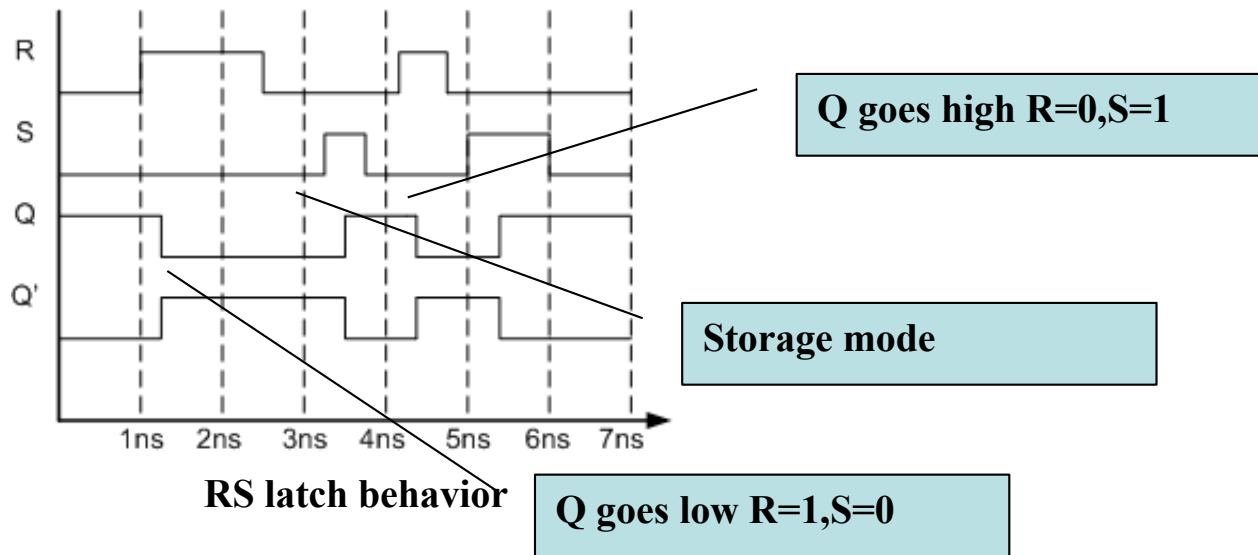 R
S
Q goes high R=0,S=1
Q
Q'
Storage mode
1ns 2ns 3ns 4ns 5ns 6ns 7ns
RS latch behavior
Q goes low R=1,S=0